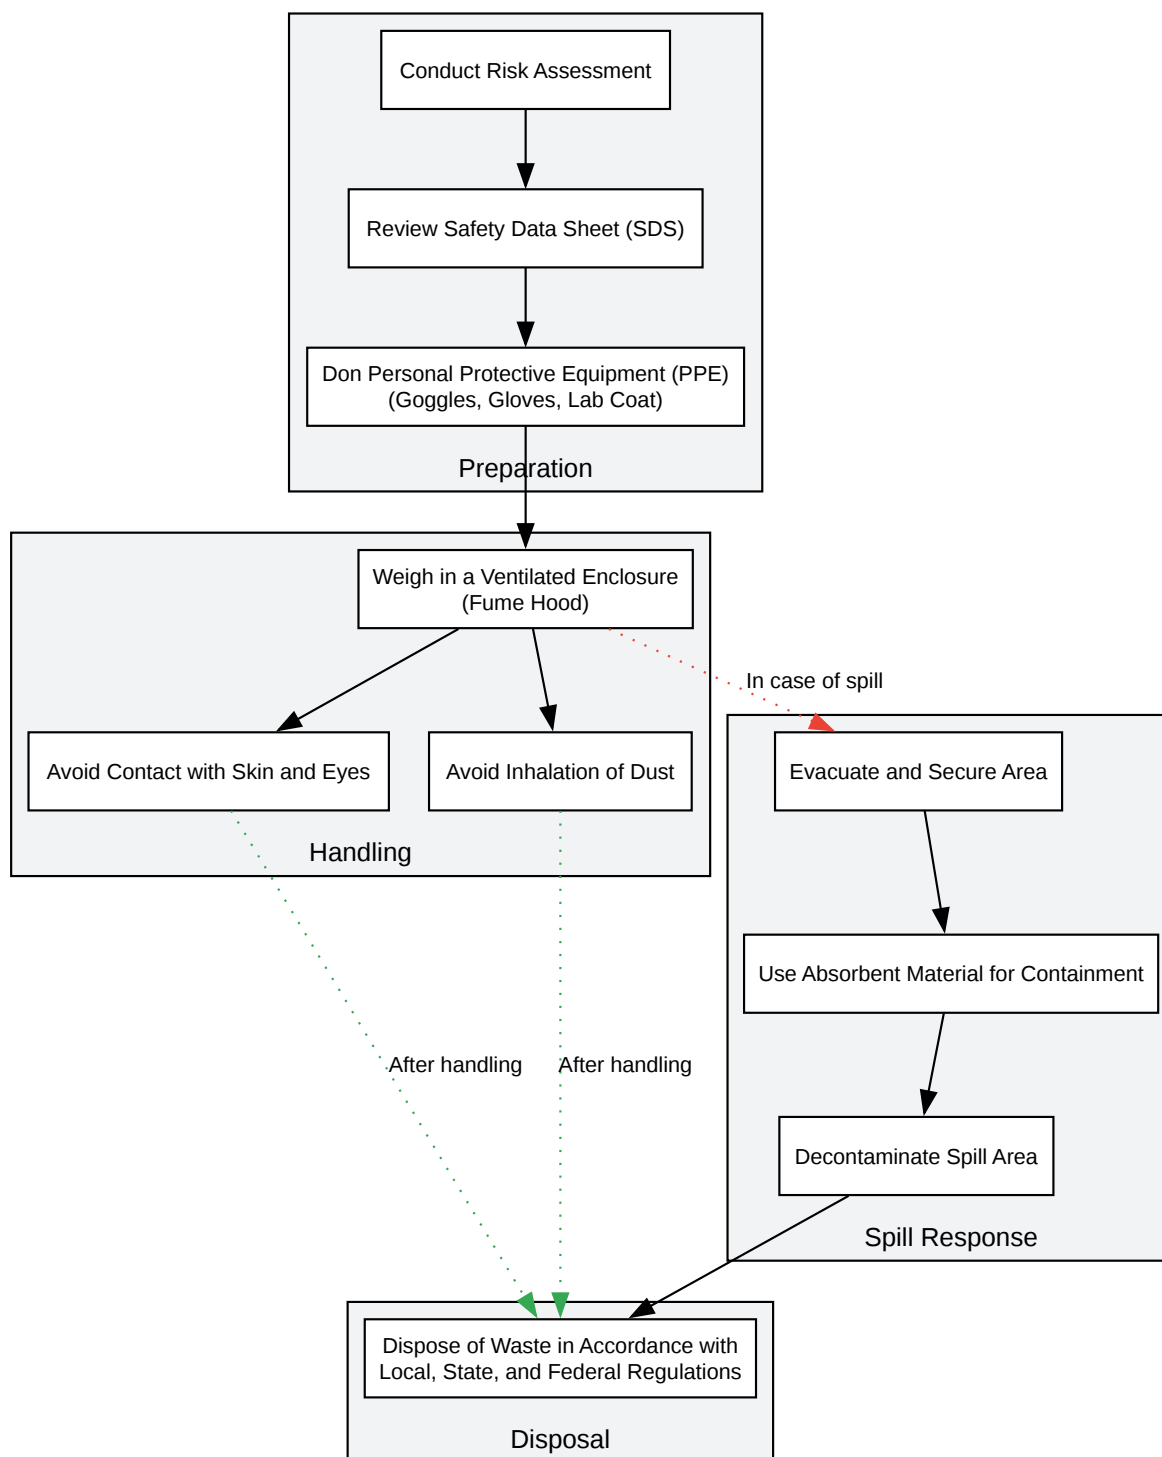 Conduct Risk Assessment
Review Safety Data Sheet (SDS)
Don Personal Protective Equipment (PPE)
(Goggles, Gloves, Lab Coat)
Preparation
Weigh in a Ventilated Enclosure
(Fume Hood)
In case of spill
Avoid Contact with Skin and Eyes
Avoid Inhalation of Dust
Evacuate and Secure Area
Handling
Use Absorbent Material for Containment
After handling
After handling
Decontaminate Spill Area
Spill Response
Dispose of Waste in Accordance with
Local, State, and Federal Regulations
Disposal